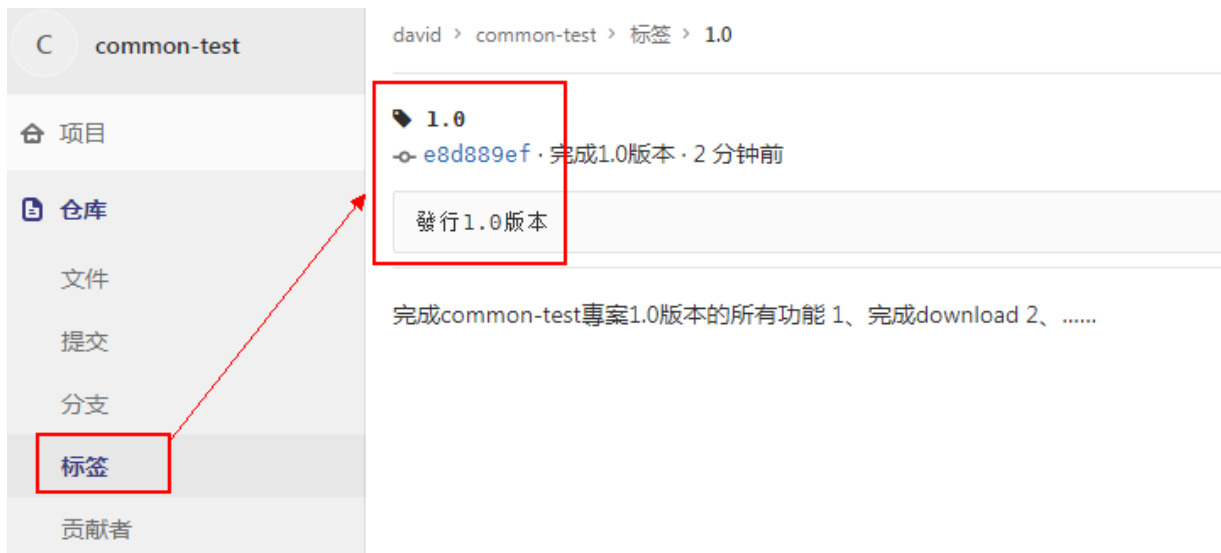 C common-test
项目
仓库
文件
提交
分支
标签
贡献者
david › common-test › 标签 › 1.0
1.0
e8d889ef · 完成1.0版本 · 2 分钟前
發行1.0版本
完成common-test專案1.0版本的所有功能 1、完成download 2、......